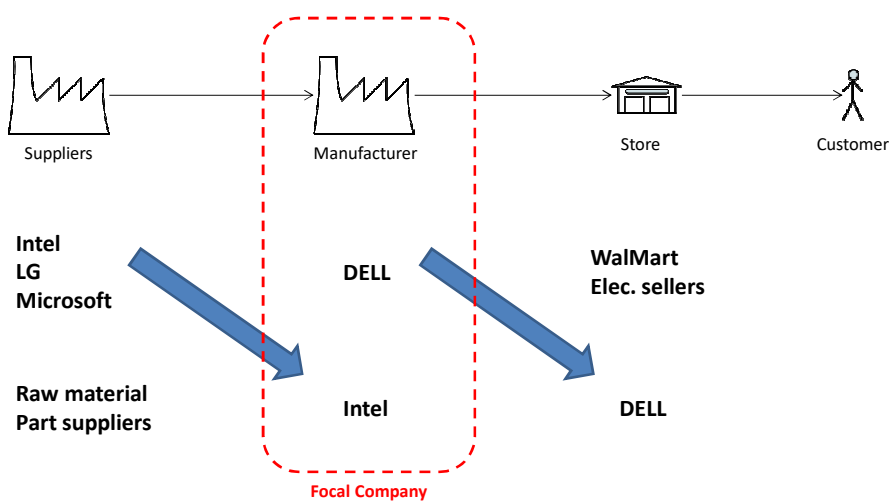 Suppliers
Manufacturer
Store
Customer
Intel
LG
Microsoft
DELL
WalMart
Elec. sellers
Raw material
Part suppliers
Intel
DELL
Focal Company